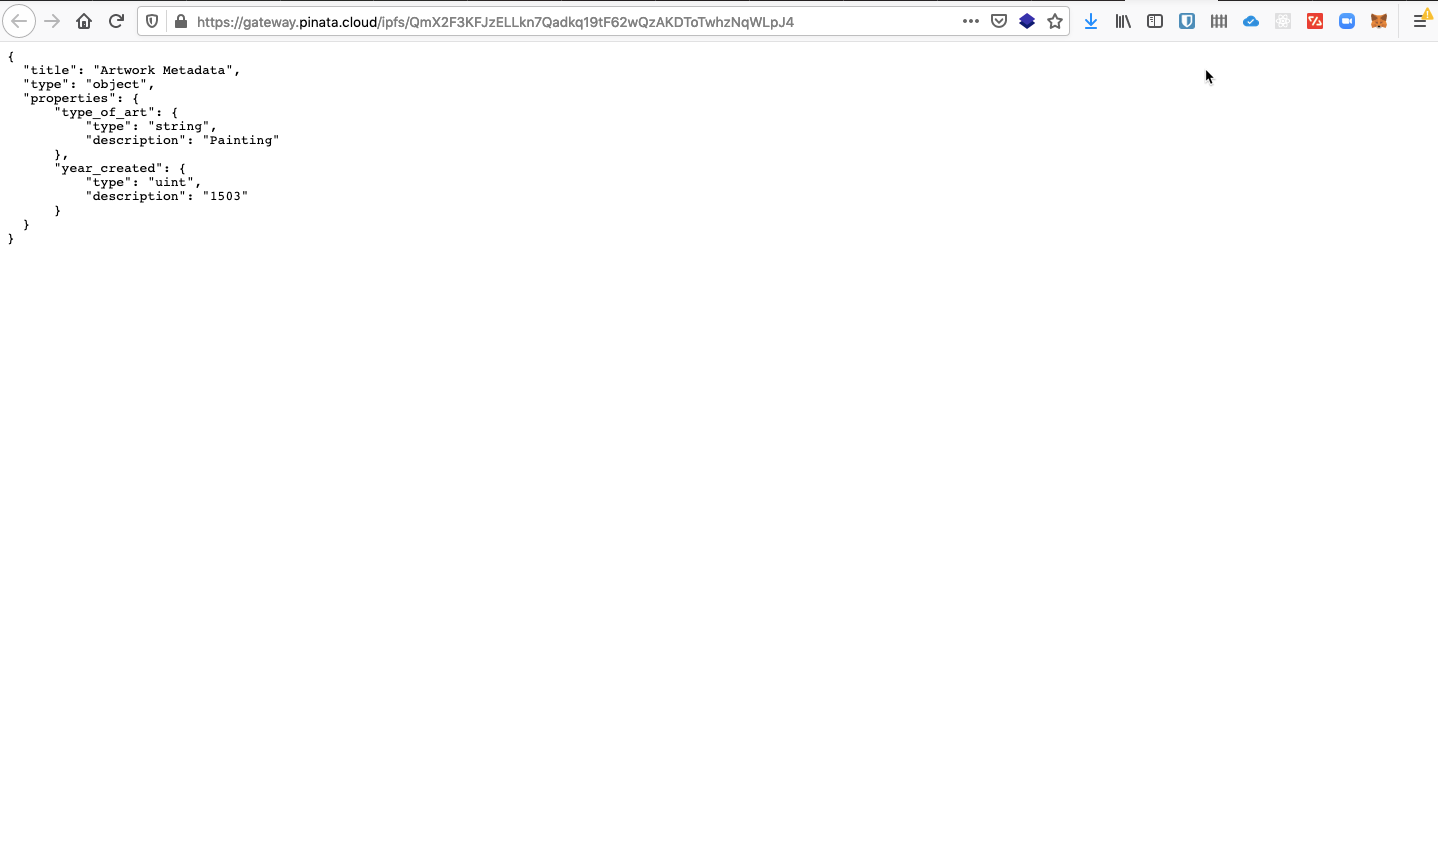 https://gateway.pinata.cloud/ipfs/QmX2F3KFJzELLkn7Qadkq19tF62wQzAKDToTwhzNqWLpJ4
{
  "title": "Artwork Metadata",
  "type": "object",
  "properties": {
      "type_of_art": {
          "type": "string",
          "description": "Painting"
      },
      "year_created": {
          "type": "uint",
          "description": "1503"
      }
  }
}